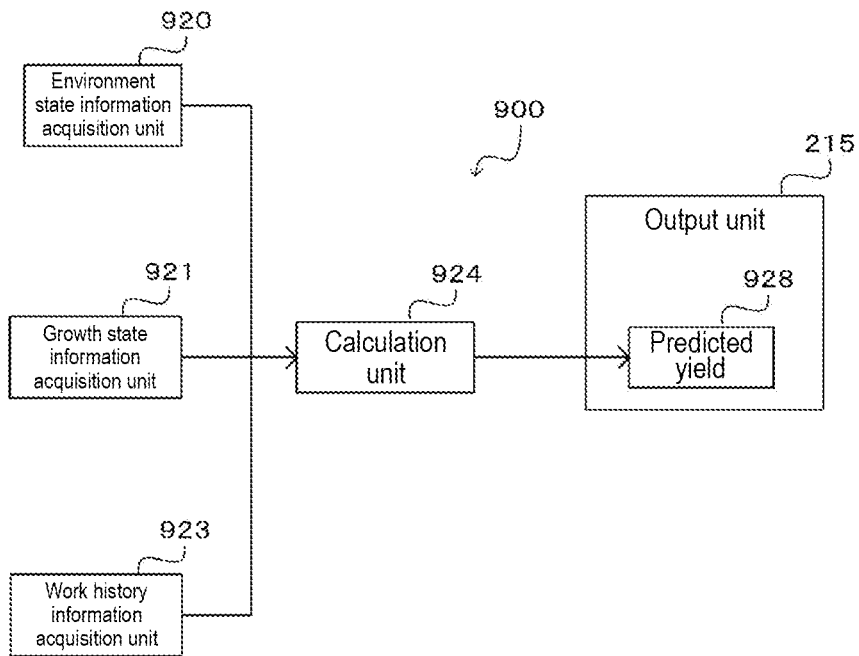 920
Environment
state information
acquisition unit
900
215
Output unit
921
Growth state
information
acquisition unit
924
Calculation
unit
928
Predicted
yield
923
Work history
information
acquisition unit